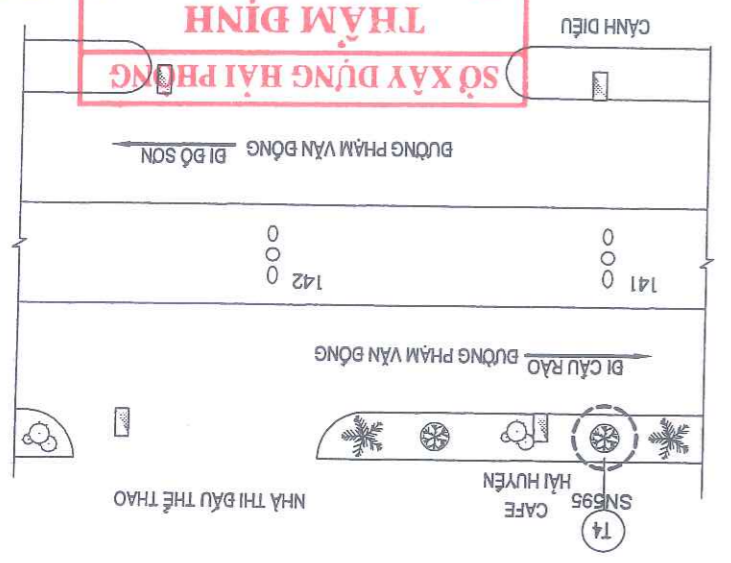 T4
SN595
CAFE
HẢI HUYỀN
NHÀ THI ĐẤU THỂ THAO
ĐI CẦU RÀO
ĐƯỜNG PHẠM VĂN ĐỒNG
141
142
ĐƯỜNG PHẠM VĂN ĐỒNG
ĐI ĐỒ SƠN
SỞ XÂY DỰNG HẢI PHÒNG
THẨM ĐỊNH
CÁNH DIỀU